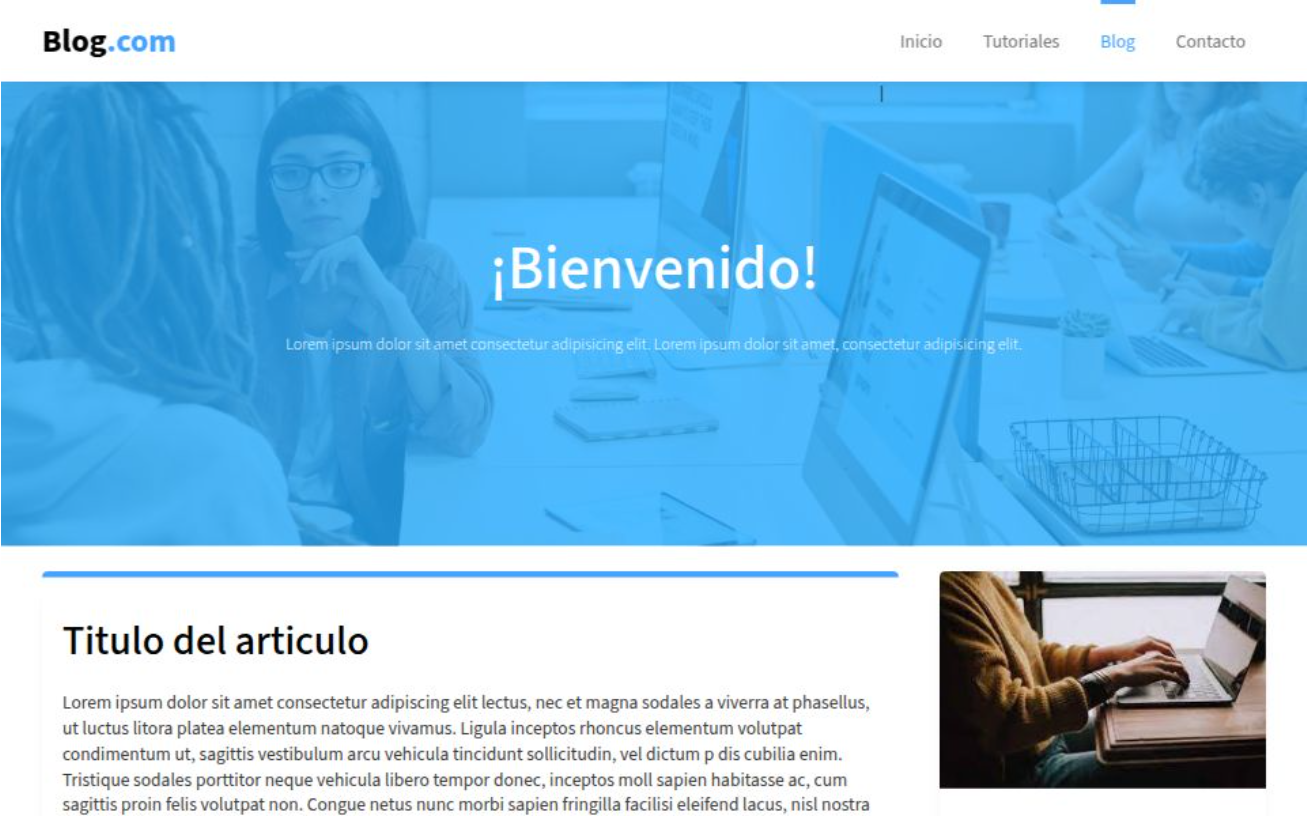 Blog.com
Inicio Tutoriales Blog Contacto
¡Bienvenido!
Lorem ipsum dolor sit amet consectetur adipisicing elit. Lorem ipsum dolor sit amet, consectetur adipisicing elit.
Titulo del articulo
Lorem ipsum dolor sit amet consectetur adipiscing elit lectus, nec et magna sodales a viverra at phasellus,
ut luctus litora platea elementum natoque vivamus. Ligula inceptos rhoncus elementum volutpat
condimentum ut, sagittis vestibulum arcu vehicula tincidunt sollicitudin, vel dictum p dis cubilia enim.
Tristique sodales porttitor neque vehicula libero tempor donec, inceptos moll sapien habitasse ac, cum
sagittis proin felis volutpat non. Congue netus nunc morbi sapien fringilla facilisi eleifend lacus, nisl nostra